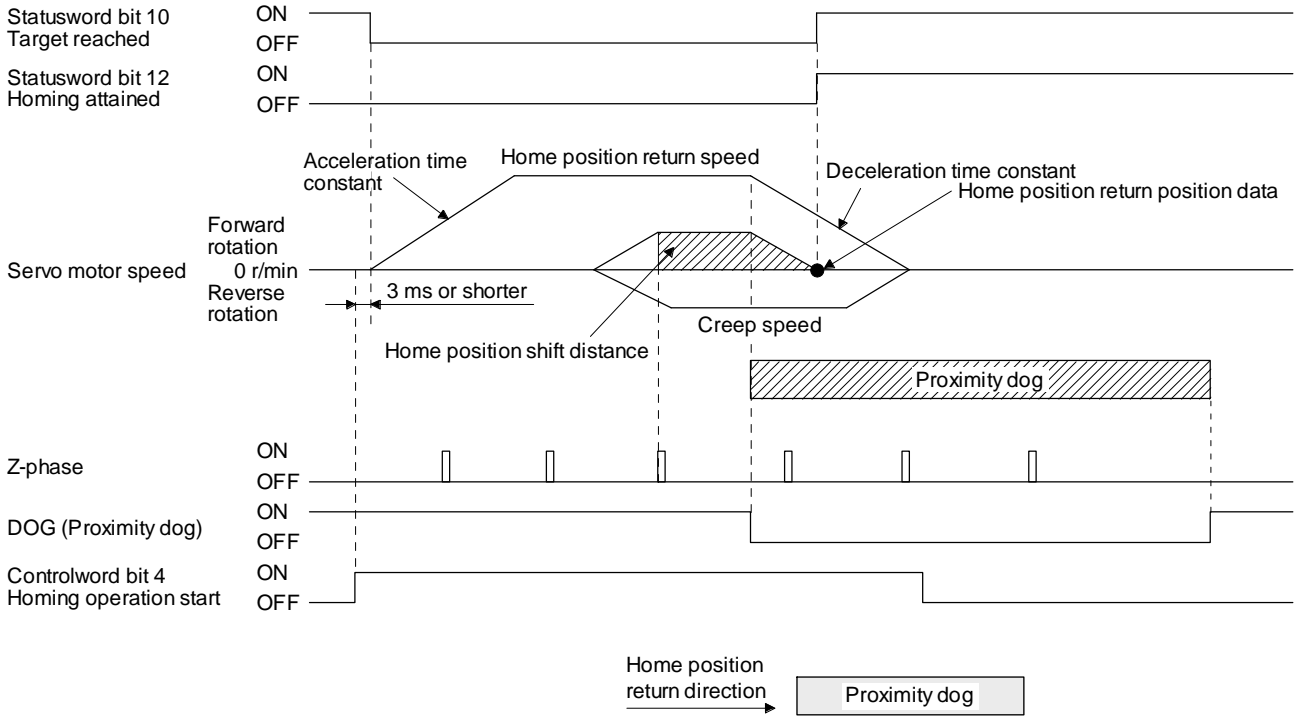 Statusword bit 10
Target reached
ON
OFF
Statusword bit 12
Homing attained
ON
OFF
Acceleration time
constant
Home position return speed
Deceleration time constant
Home position return position data
Forward
rotation
Servo motor speed
0 r/min
Reverse
rotation
3 ms or shorter
Creep speed
Home position shift distance
Proximity dog
Z-phase
ON
OFF
DOG (Proximity dog)
ON
OFF
Controlword bit 4
Homing operation start
ON
OFF
Home position
return direction
Proximity dog